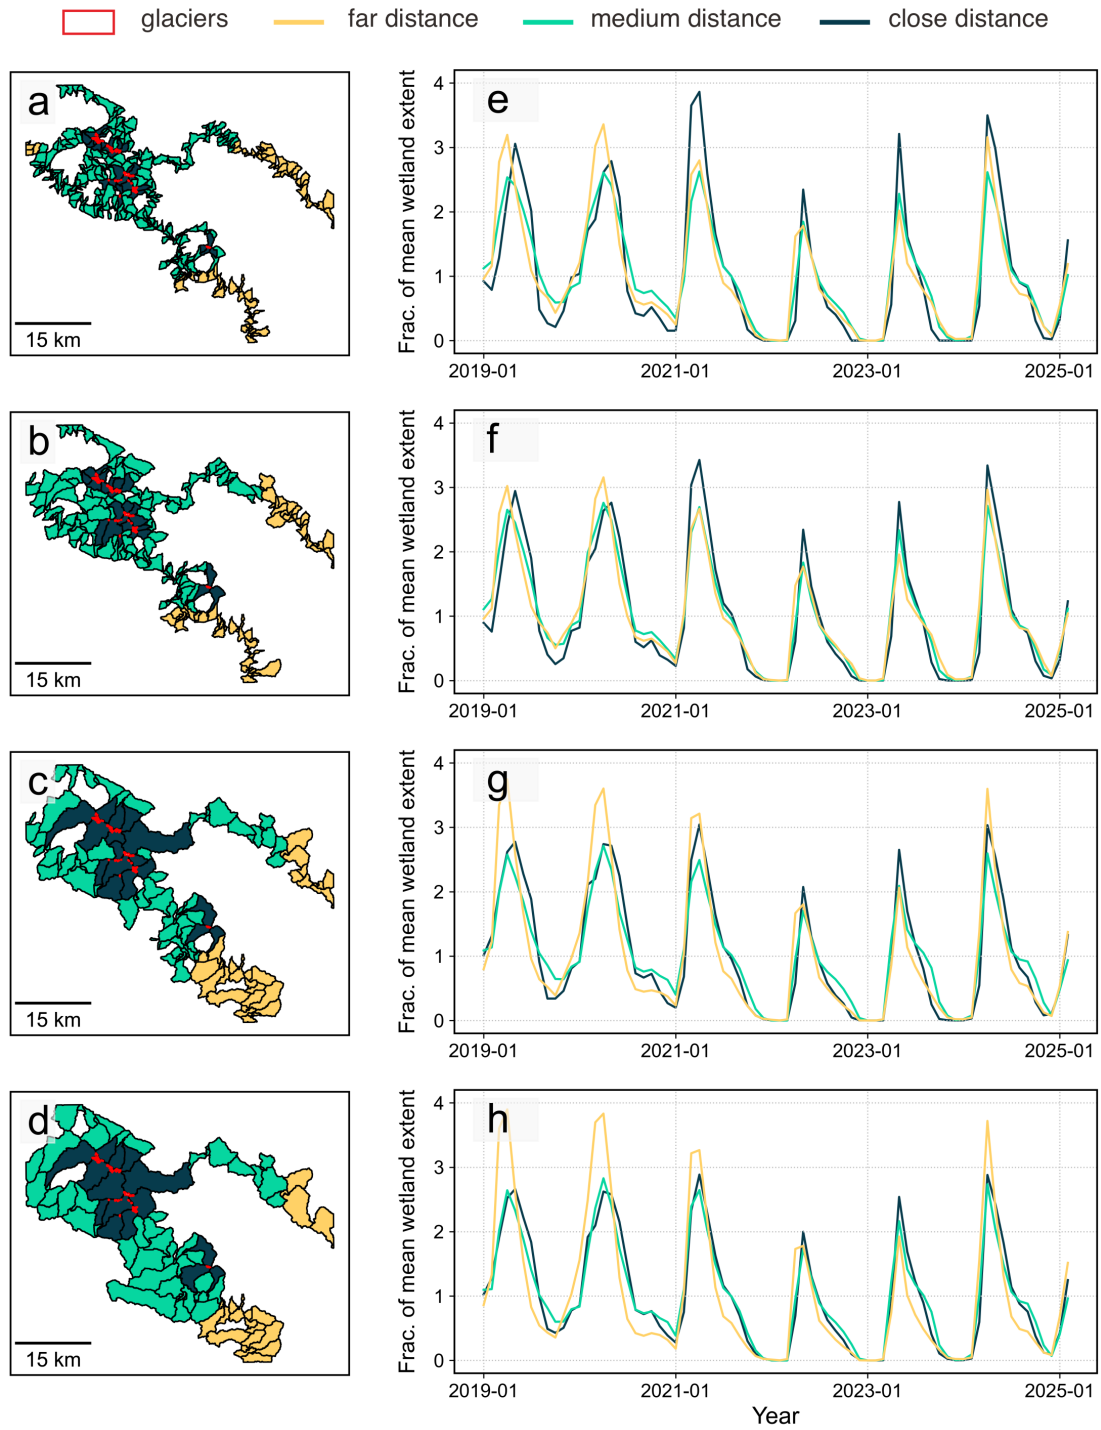 glaciers far distance medium distance close distance
a
15 km
e
Frac. of mean wetland extent
4
3
2
1
0
2019-01 2021-01 2023-01 2025-01
b
15 km
f
Frac. of mean wetland extent
4
3
2
1
0
2019-01 2021-01 2023-01 2025-01
c
15 km
g
Frac. of mean wetland extent
4
3
2
1
0
2019-01 2021-01 2023-01 2025-01
d
15 km
h
Frac. of mean wetland extent
4
3
2
1
0
2019-01 2021-01 2023-01 2025-01
Year